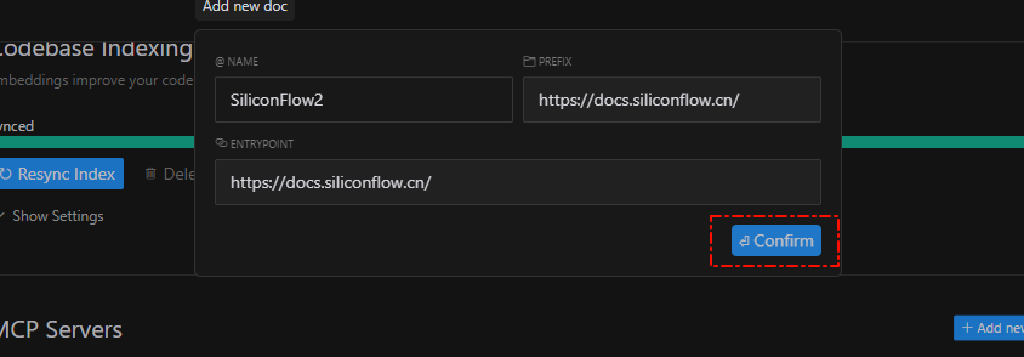 Add new doc
Codebase Indexing
mbeddings improve your code
@ NAME
PREFIX
SiliconFlow2
https://docs.siliconflow.cn/
ynced
ENTRYPOINT
Resync Index
Dele
https://docs.siliconflow.cn/
Show Settings
Confirm
MCP Servers
+ Add new